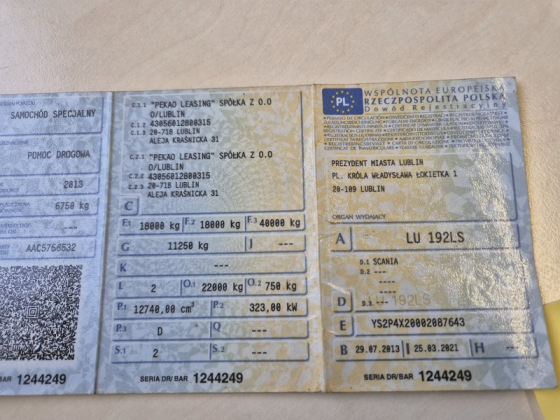 SAMOCHÓD SPECJALNY
POMOC DROGOWA
2013
6750 kg
---
AAC5758532
SERIA DR/BAR 1244249
C.1.1 "PEKAO LEASING" SPÓŁKA Z O.O
O/LUBLIN
C.1.2 43056012800315
C.1.3 20-718 LUBLIN
ALEJA KRAŚNICKA 31
C.2.1 "PEKAO LEASING" SPÓŁKA Z O.O
O/LUBLIN
C.2.2 43056012800315
C.2.3 20-718 LUBLIN
ALEJA KRAŚNICKA 31
C
F.1 18000 kg F.2 18000 kg F.3 40000 kg
G 11250 kg J ---
K ---
L 2 O.1 22000 kg O.2 750 kg
P.1 12740,00 cm³ P.2 323,00 kW
P.3 D Q ---
S.1 2 S.2 ---
SERIA DR/BAR 1244249
PL
WSPÓLNOTA EUROPEJSKA
RZECZPOSPOLITA POLSKA
Dowód Rejestracyjny
PREZYDENT MIASTA LUBLIN
PL. KRÓLA WŁADYSŁAWA ŁOKIETKA 1
20-109 LUBLIN
ORGAN WYDAJĄCY
A LU 192LS
D.1 SCANIA
D.2 ---
----
----
D D.3 --- 192LS
E YS2P4X20002087643
B 29.07.2013 I 25.03.2021 H ---
SERIA DR/BAR 1244249